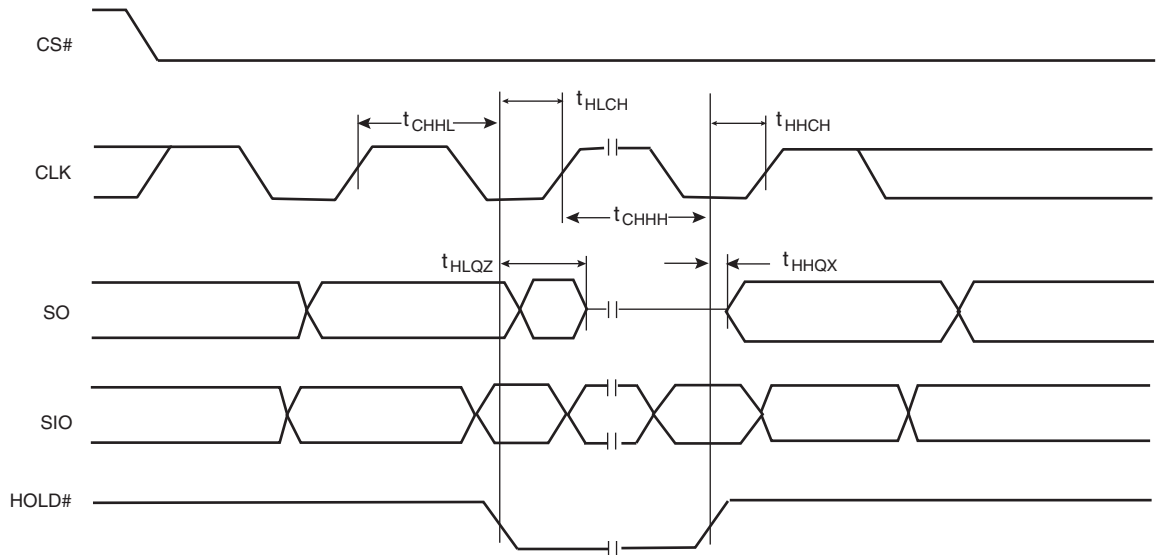 CS#
tHLCH
tCHHL
tHHCH
CLK
tCHHH
tHLQZ
tHHQX
SO
SIO
HOLD#